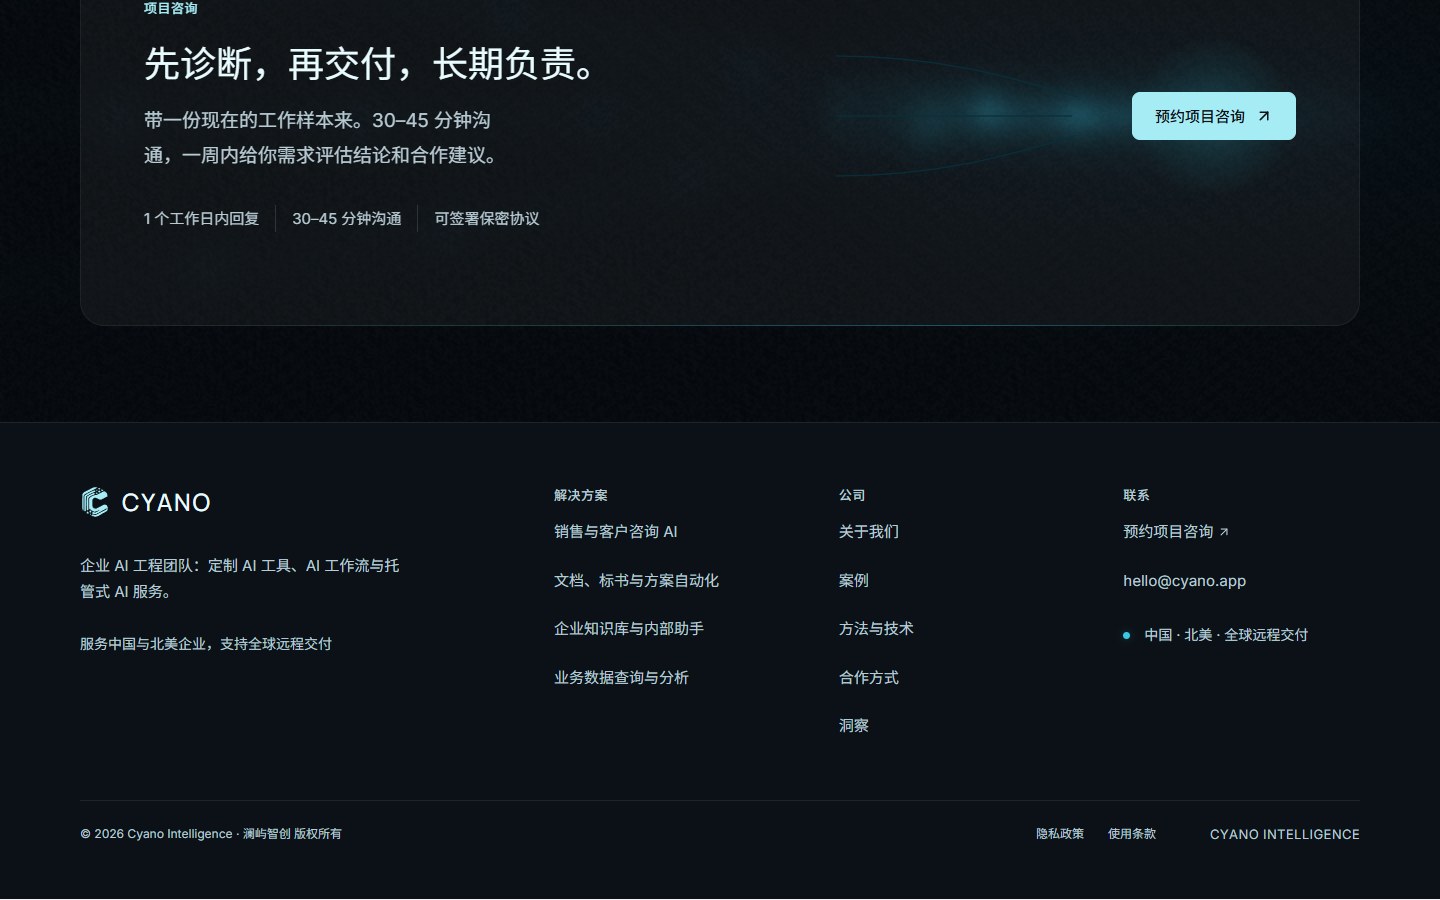 项目咨询
先诊断，再交付，长期负责。
带一份现在的工作样本来。30–45 分钟沟
通，一周内给你需求评估结论和合作建议。
预约项目咨询
1 个工作日内回复
30–45 分钟沟通
可签署保密协议
CYANO
企业 AI 工程团队：定制 AI 工具、AI 工作流与托
管式 AI 服务。
服务中国与北美企业，支持全球远程交付
解决方案
销售与客户咨询 AI
文档、标书与方案自动化
企业知识库与内部助手
业务数据查询与分析
公司
关于我们
案例
方法与技术
合作方式
洞察
联系
预约项目咨询
hello@cyano.app
中国 · 北美 · 全球远程交付
© 2026 Cyano Intelligence · 澜屿智创 版权所有
隐私政策
使用条款
CYANO INTELLIGENCE